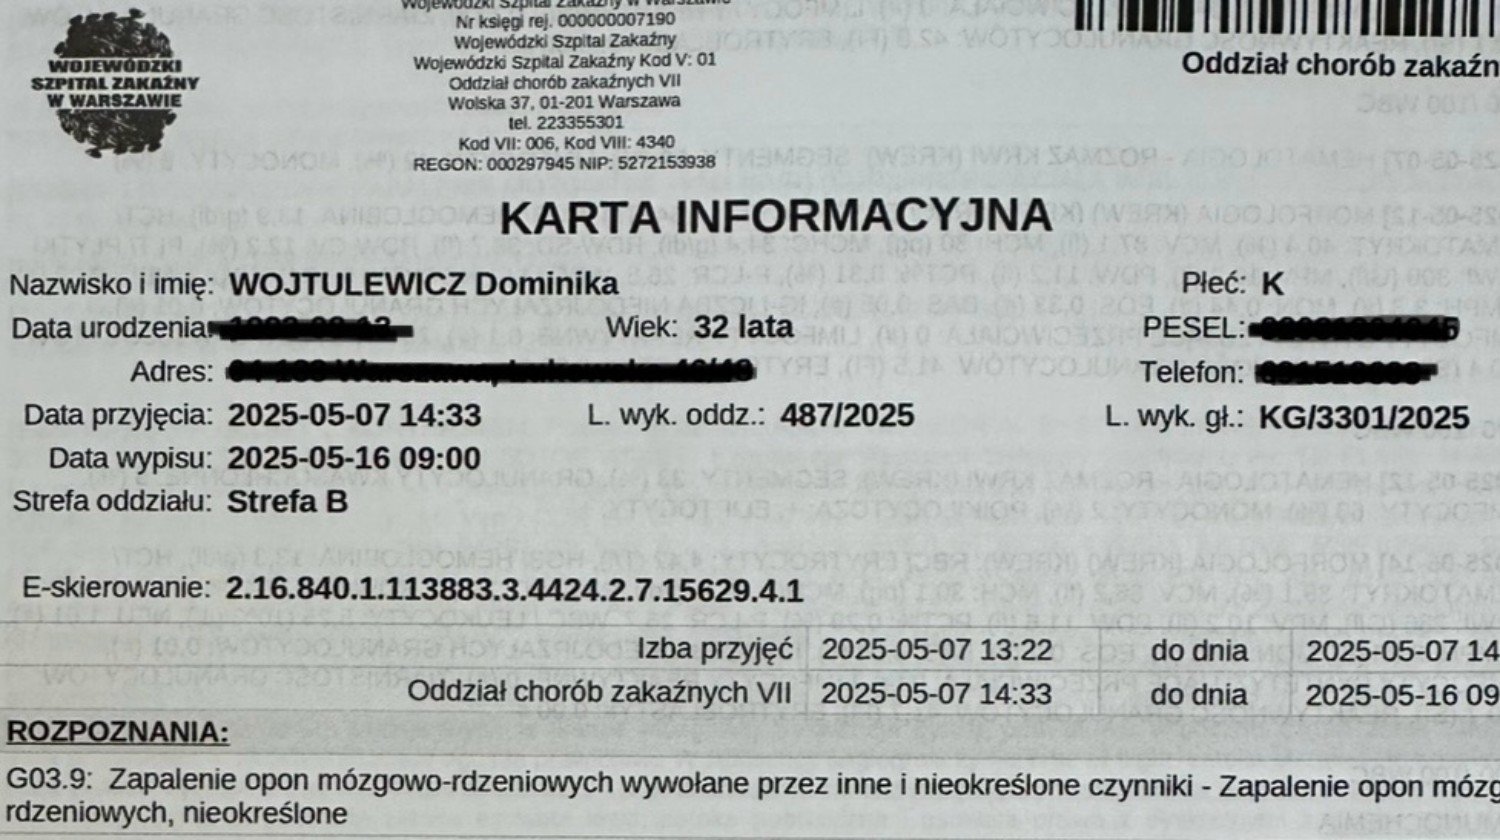 WOJEWÓDZKI
SZPITAL ZAKAŹNY
W WARSZAWIE
Wojewódzki Szpital Zakaźny w Warszawie
Nr księgi rej. 000000007190
Wojewódzki Szpital Zakaźny
Wojewódzki Szpital Zakaźny Kod V: 01
Oddział chorób zakaźnych VII
Wolska 37, 01-201 Warszawa
tel. 223355301
Kod VII: 006, Kod VIII: 4340
REGON: 000297945 NIP: 5272153938
Oddział chorób zakaźn
KARTA INFORMACYJNA
Nazwisko i imię: WOJTULEWICZ Dominika Płeć: K
Data urodzenia: Wiek: 32 lata PESEL:
Adres: Telefon:
Data przyjęcia: 2025-05-07 14:33 L. wyk. oddz.: 487/2025 L. wyk. gł.: KG/3301/2025
Data wypisu: 2025-05-16 09:00
Strefa oddziału: Strefa B
E-skierowanie: 2.16.840.1.113883.3.4424.2.7.15629.4.1
Izba przyjęć 2025-05-07 13:22 do dnia 2025-05-07 14
Oddział chorób zakaźnych VII 2025-05-07 14:33 do dnia 2025-05-16 09
ROZPOZNANIA:
G03.9: Zapalenie opon mózgowo-rdzeniowych wywołane przez inne i nieokreślone czynniki - Zapalenie opon mózg
rdzeniowych, nieokreślone